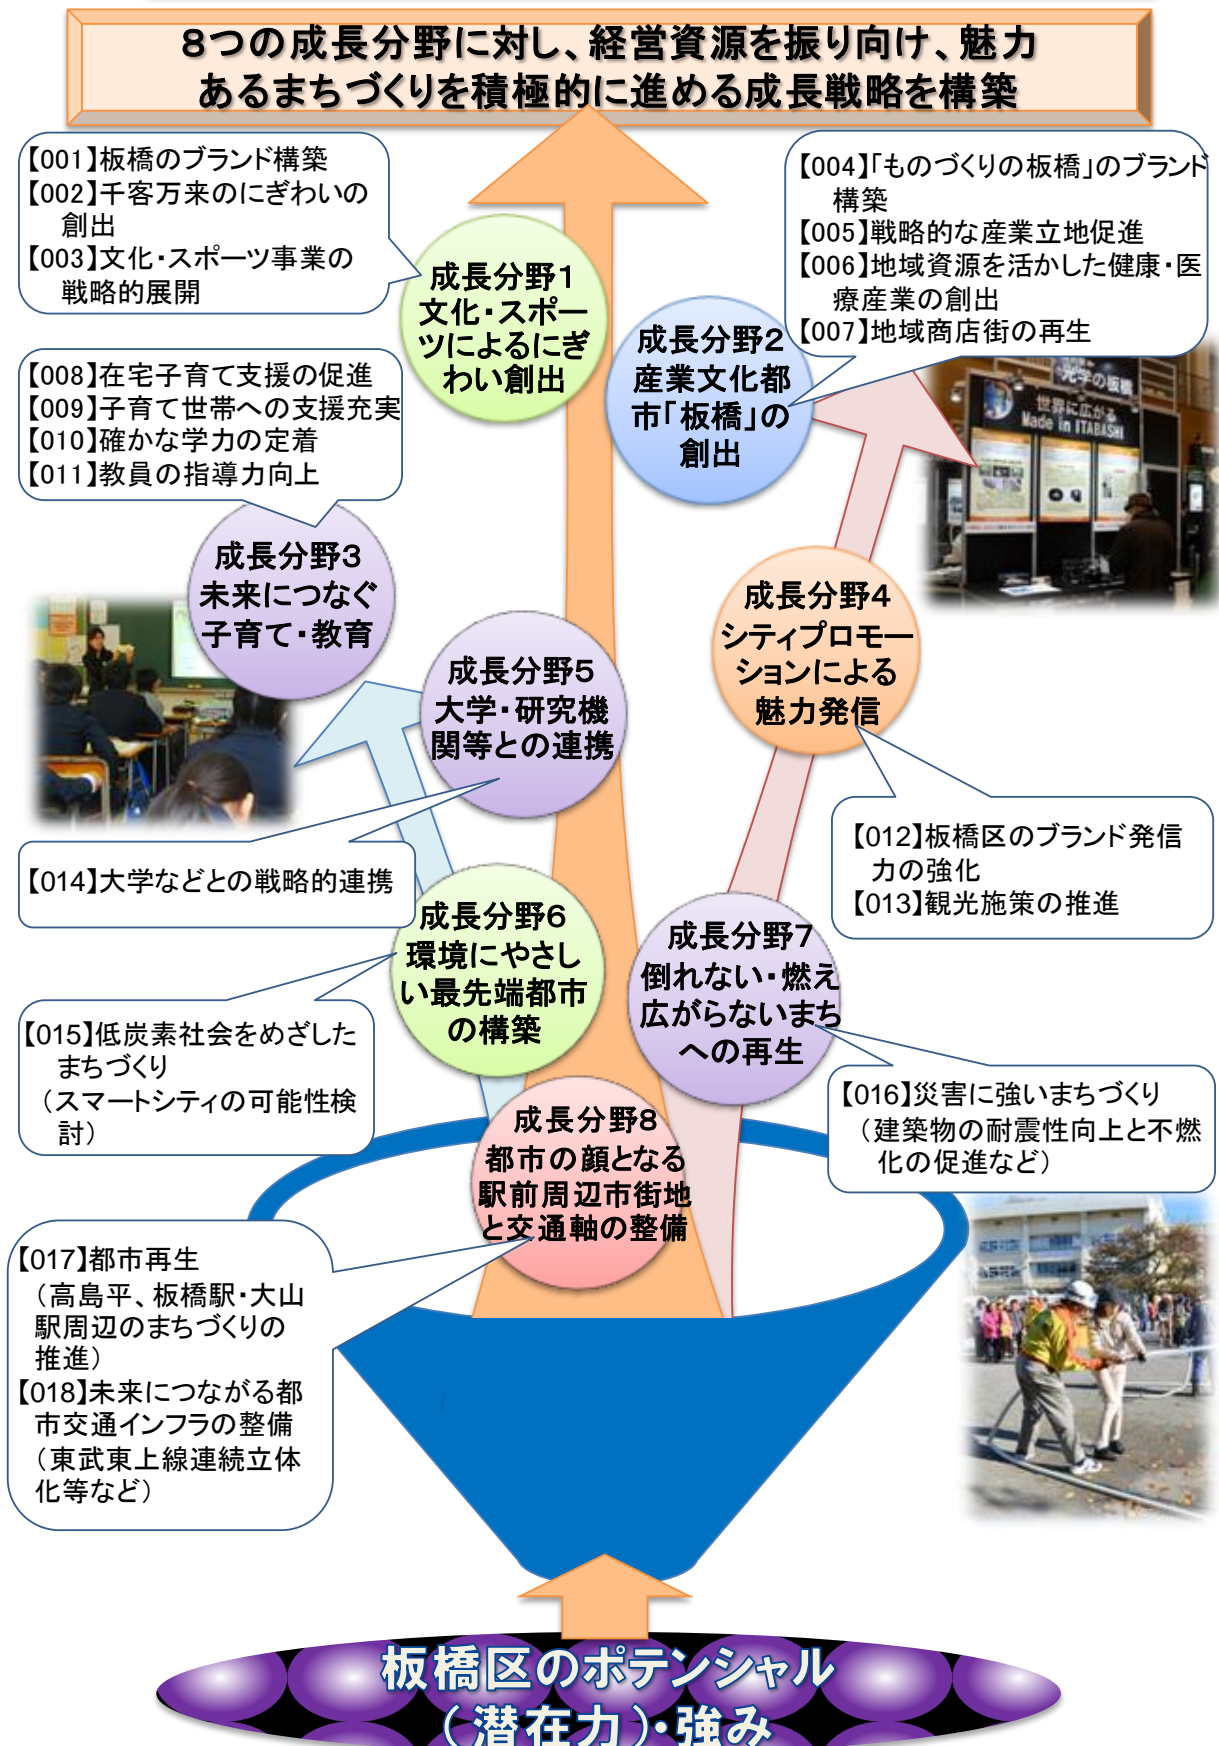 8つの成長分野に対し、経営資源を振り向け、魅力
あるまちづくりを積極的に進める成長戦略を構築
【001】板橋のブランド構築
【002】千客万来のにぎわいの
創出
【003】文化・スポーツ事業の
戦略的展開
【004】「ものづくりの板橋」のブランド
構築
【005】戦略的な産業立地促進
【006】地域資源を活かした健康・医
療産業の創出
【007】地域商店街の再生
成長分野1
文化・スポー
ツによるにぎ
わい創出
成長分野2
産業文化都
市「板橋」の
創出
光学の板橋
世界に広がる
Made in ITABASHI
【008】在宅子育て支援の促進
【009】子育て世帯への支援充実
【010】確かな学力の定着
【011】教員の指導力向上
成長分野3
未来につなぐ
子育て・教育
成長分野4
シティプロモー
ションによる
魅力発信
成長分野5
大学・研究機
関等との連携
【012】板橋区のブランド発信
力の強化
【013】観光施策の推進
【014】大学などとの戦略的連携
成長分野6
環境にやさし
い最先端都市
の構築
成長分野7
倒れない・燃え
広がらないまち
への再生
【015】低炭素社会をめざした
まちづくり
（スマートシティの可能性検
討）
【016】災害に強いまちづくり
（建築物の耐震性向上と不燃
化の促進など）
成長分野8
都市の顔となる
駅前周辺市街地
と交通軸の整備
【017】都市再生
（高島平、板橋駅・大山
駅周辺のまちづくりの
推進）
【018】未来につながる都
市交通インフラの整備
（東武東上線連続立体
化等など）
板橋区のポテンシャル
（潜在力）・強み